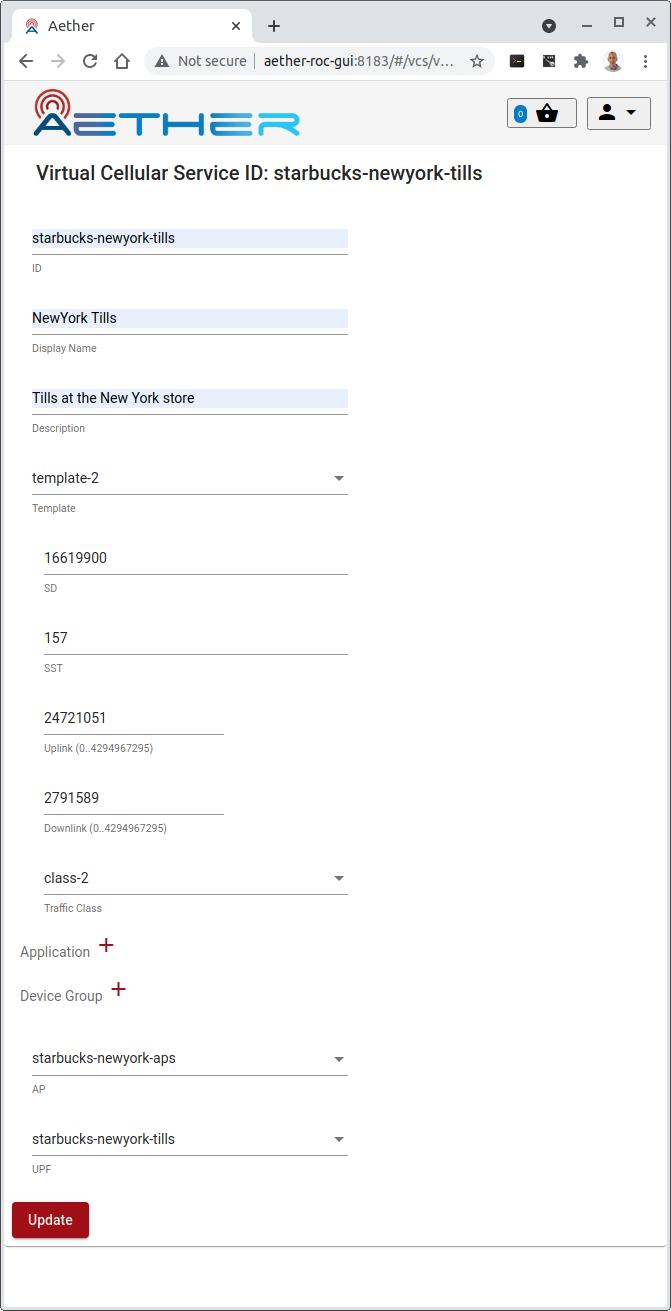 Aether
Not secure
aether-roc-gui:8183/#/vcs/v…
AETHER
0
Virtual Cellular Service ID: starbucks-newyork-tills
starbucks-newyork-tills
ID
NewYork Tills
Display Name
Tills at the New York store
Description
template-2
Template
16619900
SD
157
SST
24721051
Uplink (0..4294967295)
2791589
Downlink (0..4294967295)
class-2
Traffic Class
Application
Device Group
starbucks-newyork-aps
AP
starbucks-newyork-tills
UPF
Update